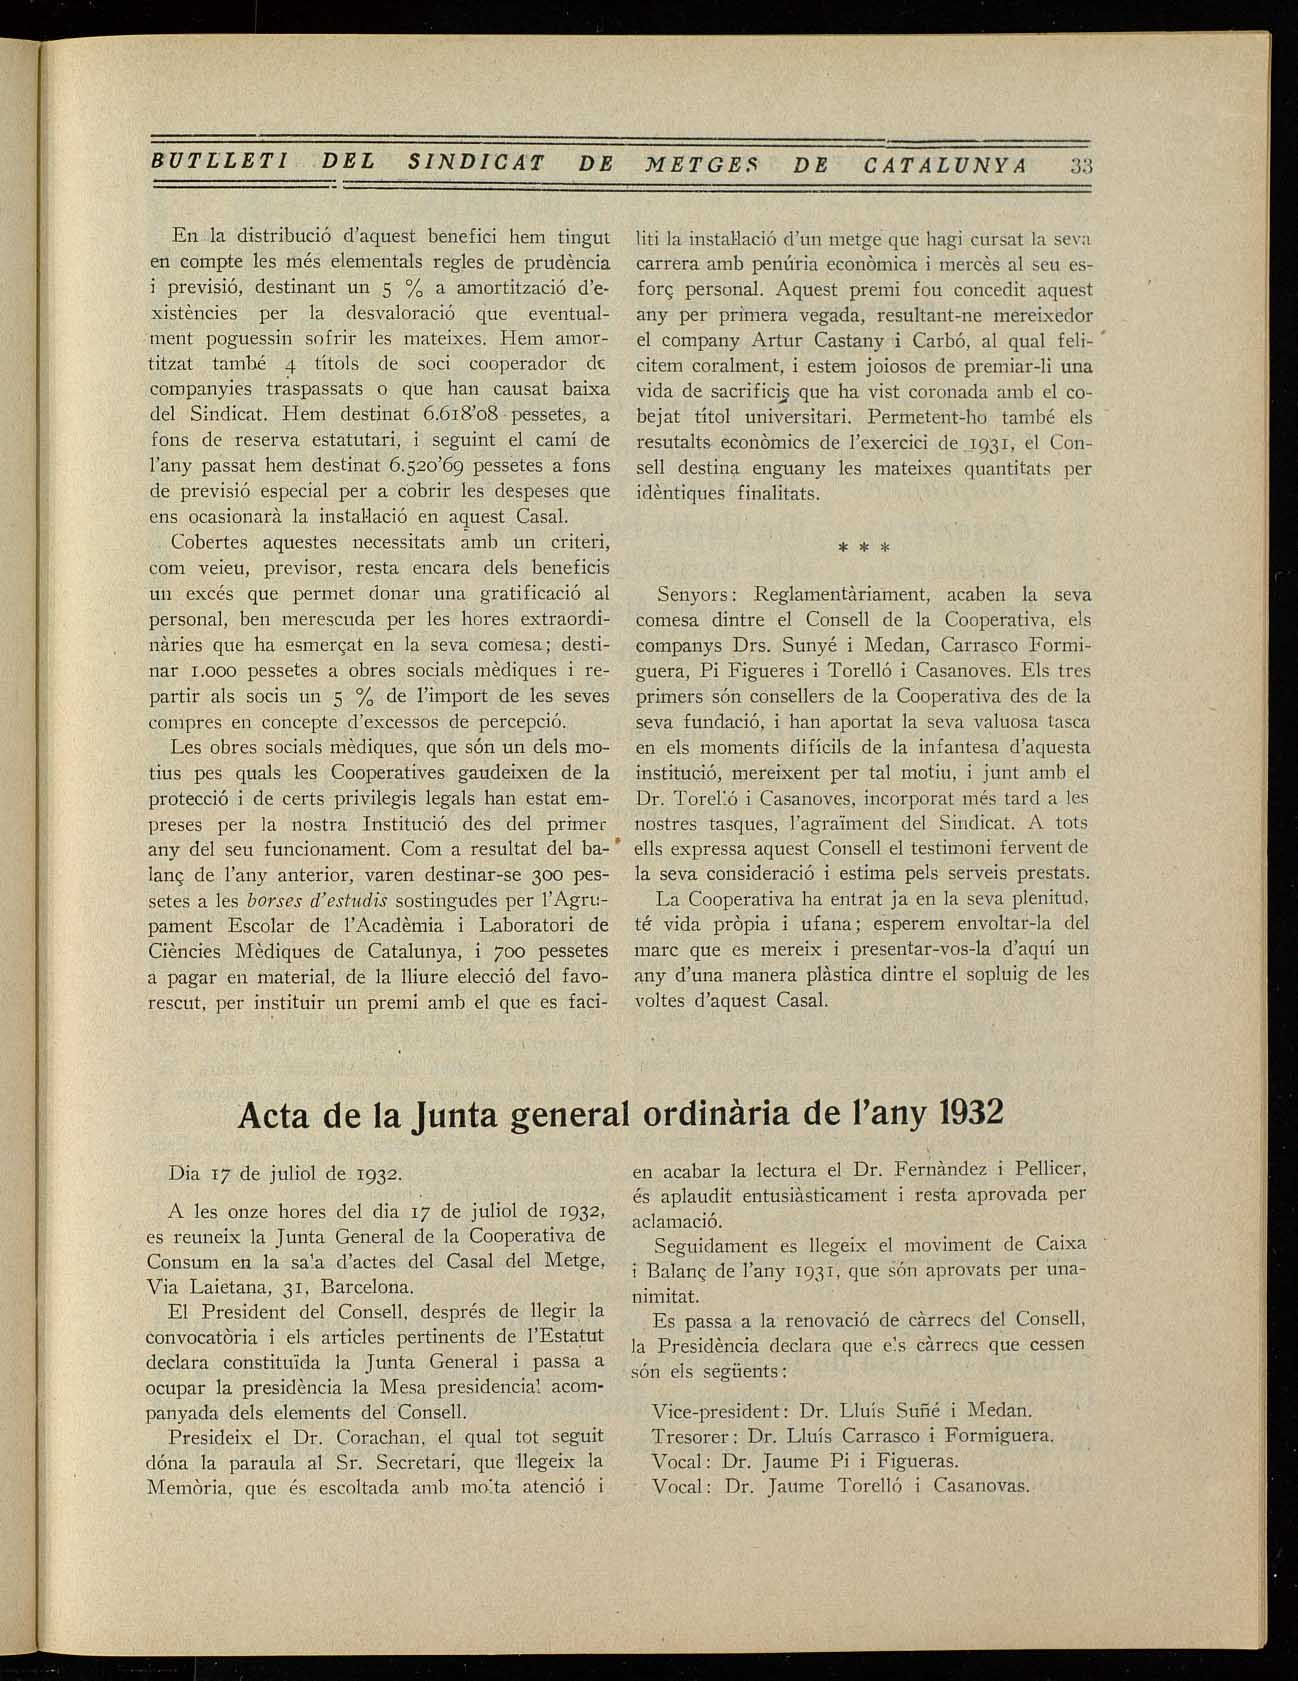 BUTLLETI DEL SINDICAT DE METGES DE CATALUNYA 33
En la distribució d'aquest benefici hem tingut
en compte les més elementals regles de prudència
i previsió, destinant un 5 % a amortització d'e-
xistències per la desvaloració que eventual-
ment poguessin sofrir les mateixes. Hem amor-
titzat també 4 títols de soci cooperador de
companyies traspassats o que han causat baixa
del Sindicat. Hem destinat 6.618'08 pessetes, a
fons de reserva estatutari, i seguint el camí de
l'any passat hem destinat 6.520'69 pessetes a fons
de previsió especial per a cobrir les despeses que
ens ocasionarà la instaŀlació en aquest Casal.
Cobertes aquestes necessitats amb un criteri,
com veieu, previsor, resta encara dels beneficis
un excés que permet donar una gratificació al
personal, ben merescuda per les hores extraordi-
nàries que ha esmerçat en la seva comesa; desti-
nar 1.000 pessetes a obres socials mèdiques i re-
partir als socis un 5 % de l'import de les seves
compres en concepte d'excessos de percepció.
Les obres socials mèdiques, que són un dels mo-
tius pes quals les Cooperatives gaudeixen de la
protecció i de certs privilegis legals han estat em-
preses per la nostra Institució des del primer
any del seu funcionament. Com a resultat del ba-
lanç de l'any anterior, varen destinar-se 300 pes-
setes a les borses d'estudis sostingudes per l'Agru-
pament Escolar de l'Acadèmia i Laboratori de
Ciències Mèdiques de Catalunya, i 700 pessetes
a pagar en material, de la lliure elecció del favo-
rescut, per instituir un premi amb el que es faci-
liti la instaŀlació d'un metge que hagi cursat la seva
carrera amb penúria econòmica i mercès al seu es-
forç personal. Aquest premi fou concedit aquest
any per primera vegada, resultant-ne mereixedor
el company Artur Castany i Carbó, al qual feli-
citem coralment, i estem joiosos de premiar-li una
vida de sacrificis que ha vist coronada amb el co-
bejat títol universitari. Permetent-ho també els
resutalts econòmics de l'exercici de 1931, el Con-
sell destina enguany les mateixes quantitats per
idèntiques finalitats.
* * *
Senyors: Reglamentàriament, acaben la seva
comesa dintre el Consell de la Cooperativa, els
companys Drs. Sunyé i Medan, Carrasco Formi-
guera, Pi Figueres i Torelló i Casanoves. Els tres
primers són consellers de la Cooperativa des de la
seva fundació, i han aportat la seva valuosa tasca
en els moments difícils de la infantesa d'aquesta
institució, mereixent per tal motiu, i junt amb el
Dr. Torelló i Casanoves, incorporat més tard a les
nostres tasques, l'agraïment del Sindicat. A tots
ells expressa aquest Consell el testimoni fervent de
la seva consideració i estima pels serveis prestats.
La Cooperativa ha entrat ja en la seva plenitud,
té vida pròpia i ufana; esperem envoltar-la del
marc que es mereix i presentar-vos-la d'aquí un
any d'una manera plàstica dintre el sopluig de les
voltes d'aquest Casal.
Acta de la Junta general ordinària de l'any 1932
Dia 17 de juliol de 1932.
A les onze hores del dia 17 de juliol de 1932,
es reuneix la Junta General de la Cooperativa de
Consum en la sala d'actes del Casal del Metge,
Via Laietana, 31, Barcelona.
El President del Consell, després de llegir la
convocatòria i els articles pertinents de l'Estatut
declara constituïda la Junta General i passa a
ocupar la presidència la Mesa presidencial acom-
panyada dels elements del Consell.
Presideix el Dr. Corachan, el qual tot seguit
dóna la paraula al Sr. Secretari, que llegeix la
Memòria, que és escoltada amb molta atenció i
en acabar la lectura el Dr. Fernàndez i Pellicer,
és aplaudit entusiàsticament i resta aprovada per
aclamació.
Seguidament es llegeix el moviment de Caixa
i Balanç de l'any 1931, que són aprovats per una-
nimitat.
Es passa a la renovació de càrrecs del Consell,
la Presidència declara que els càrrecs que cessen
són els següents:
Vice-president: Dr. Lluís Suñé i Medan.
Tresorer: Dr. Lluís Carrasco i Formiguera.
Vocal: Dr. Jaume Pi i Figueras.
Vocal: Dr. Jaume Torelló i Casanovas.